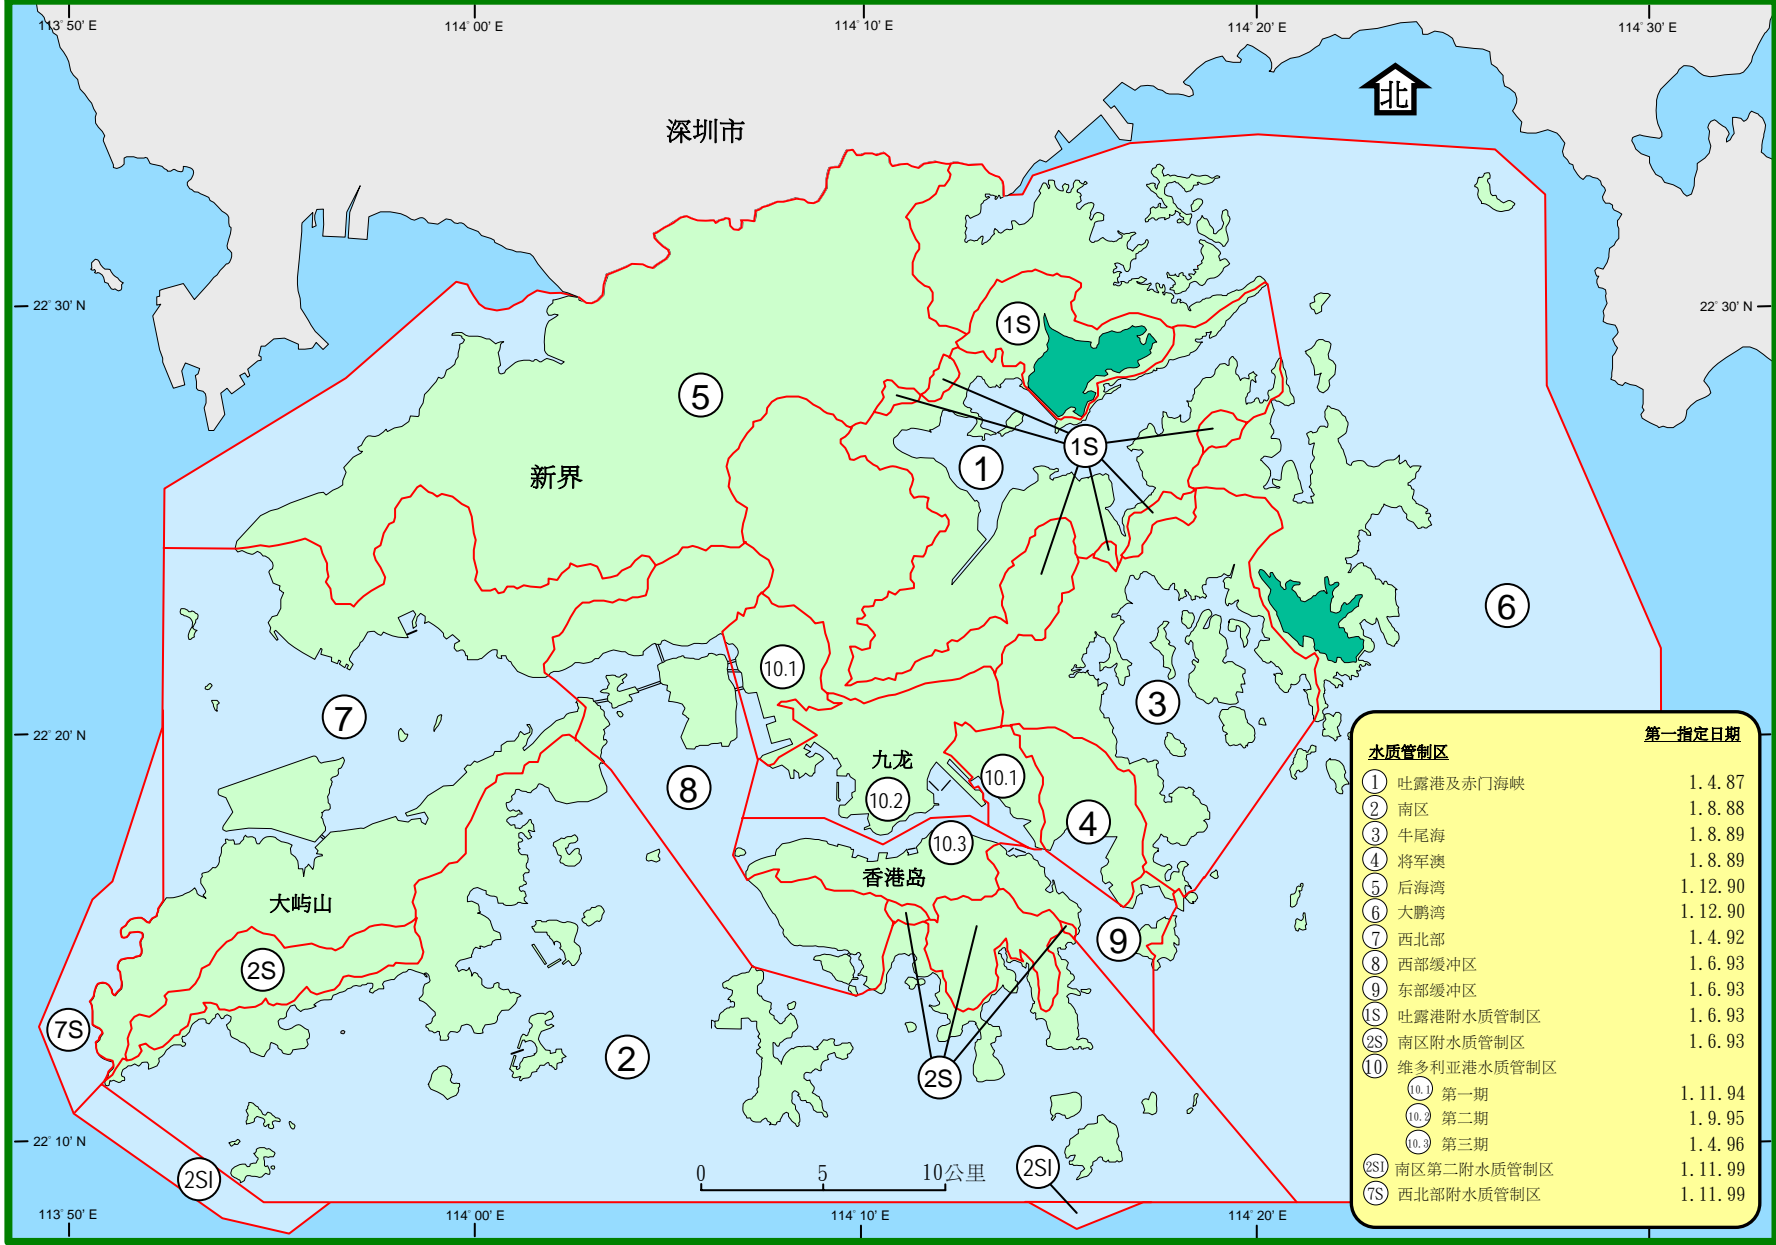 113° 50' E
114° 00' E
114° 10' E
114° 20' E
114° 30' E
北
深圳市
22° 30' N
22° 30' N
1S
5
1S
1
新界
6
10.1
3
7
22° 20' N
九龙
10.1
8
10.2
4
10.3
香港岛
大屿山
9
2S
7S
2
2S
22° 10' N
2SI
2SI
0 5 10公里
113° 50' E
114° 00' E
114° 10' E
114° 20' E
第一指定日期
水质管制区
1 吐露港及赤门海峡 1.4.87
2 南区 1.8.88
3 牛尾海 1.8.89
4 将军澳 1.8.89
5 后海湾 1.12.90
6 大鹏湾 1.12.90
7 西北部 1.4.92
8 西部缓冲区 1.6.93
9 东部缓冲区 1.6.93
1S 吐露港附水质管制区 1.6.93
2S 南区附水质管制区 1.6.93
10 维多利亚港水质管制区
10.1 第一期 1.11.94
10.2 第二期 1.9.95
10.3 第三期 1.4.96
2SI 南区第二附水质管制区 1.11.99
7S 西北部附水质管制区 1.11.99